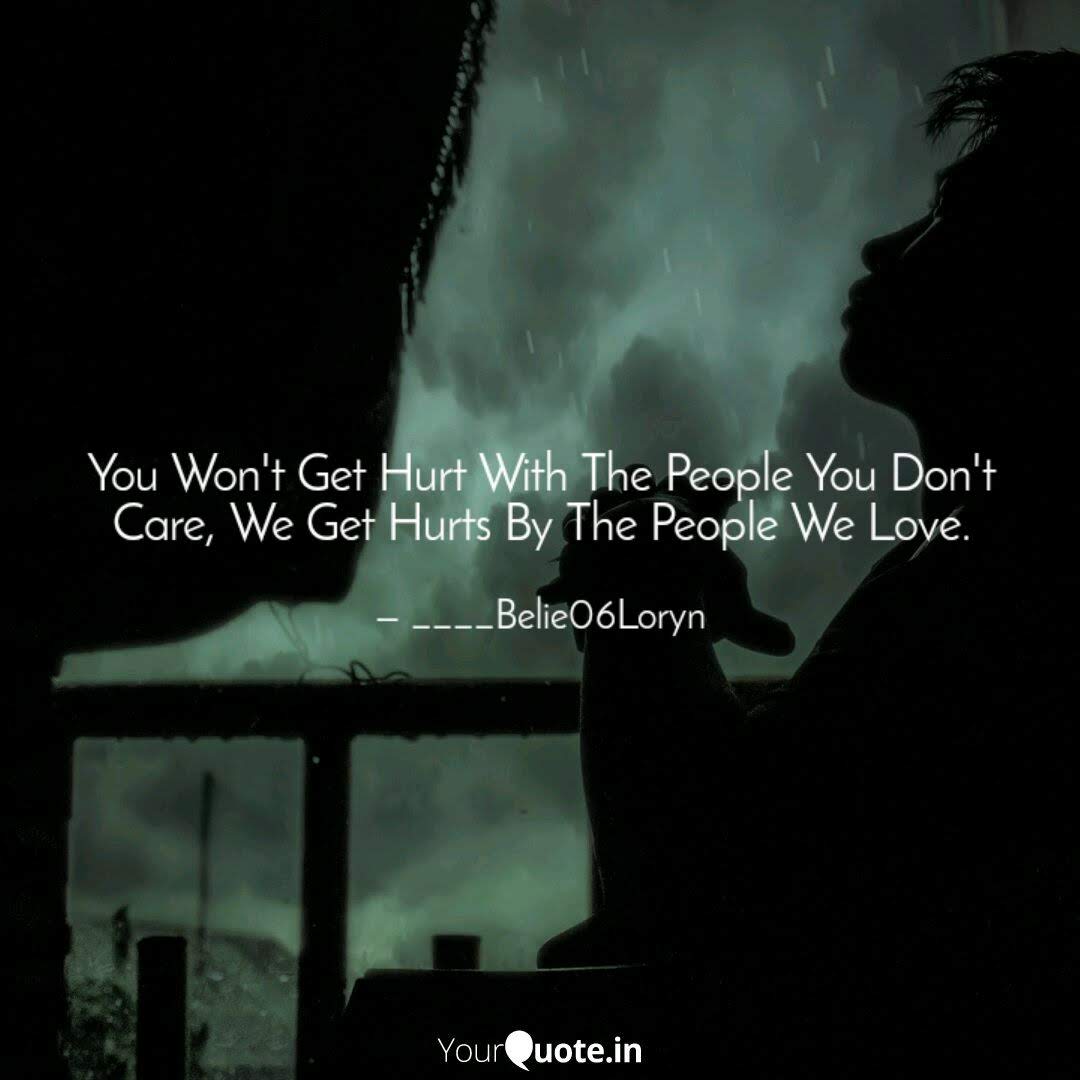 You Won't Get Hurt With The People You Don't
Care, We Get Hurts By The People We Love.
– ____Belie06Loryn
YourQuote.in